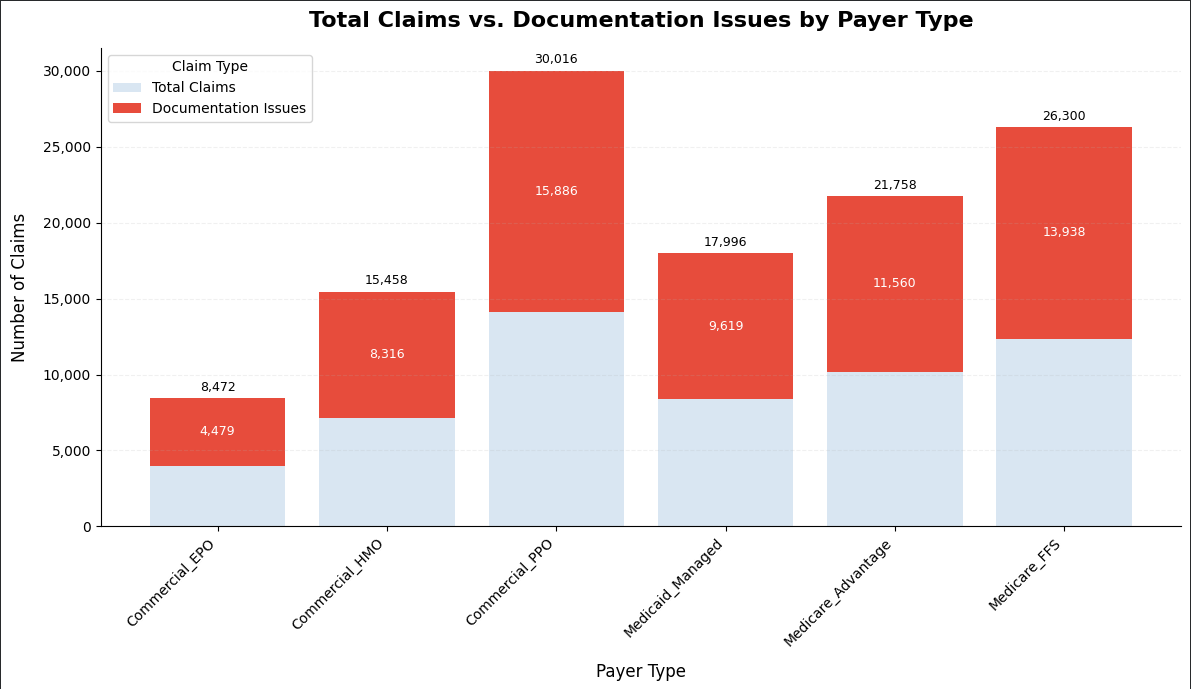 Total Claims vs. Documentation Issues by Payer Type
Claim Type
Total Claims
Documentation Issues
Number of Claims
30,000
25,000
20,000
15,000
10,000
5,000
0
8,472
4,479
15,458
8,316
30,016
15,886
17,996
9,619
21,758
11,560
26,300
13,938
Commercial_EPO
Commercial_HMO
Commercial_PPO
Medicaid_Managed
Medicare_Advantage
Medicare_FFS
Payer Type